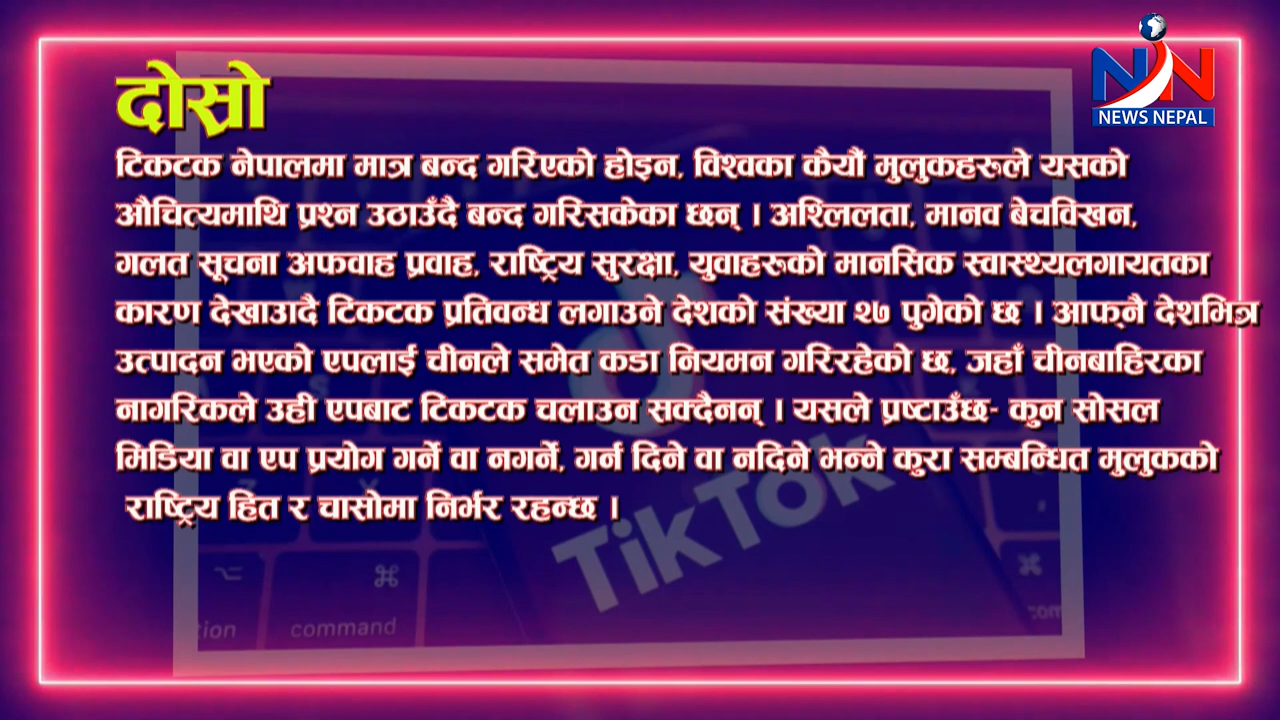 दोस्रो
NEWS NEPAL
टिकटक नेपालमा मात्र बन्द गरिएको होइन, विश्वका कैयौं मुलुकहरूले यसको
औचित्यमाथि प्रश्न उठाउँदै बन्द गरिसकेका छन् । अश्लिलता, मानव बेचविखन,
गलत सूचना अफवाह प्रवाह, राष्ट्रिय सुरक्षा, युवाहरूको मानसिक स्वास्थ्यलगायतका
कारण देखाउादै टिकटक प्रतिवन्ध लगाउने देशको संख्या २७ पुगेको छ । आफ्नै देशभित्र
उत्पादन भएको एपलाई चीनले समेत कडा नियमन गरिरहेको छ, जहाँ चीनबाहिरका
नागरिकले उही एपबाट टिकटक चलाउन सक्दैनन् । यसले प्रष्टाउँछ- कुन सोसल
मिडिया वा एप प्रयोग गर्ने वा नगर्ने, गर्न दिने वा नदिने भन्ने कुरा सम्बन्धित मुलुकको
राष्ट्रिय हित र चासोमा निर्भर रहन्छ ।
TikTok
command